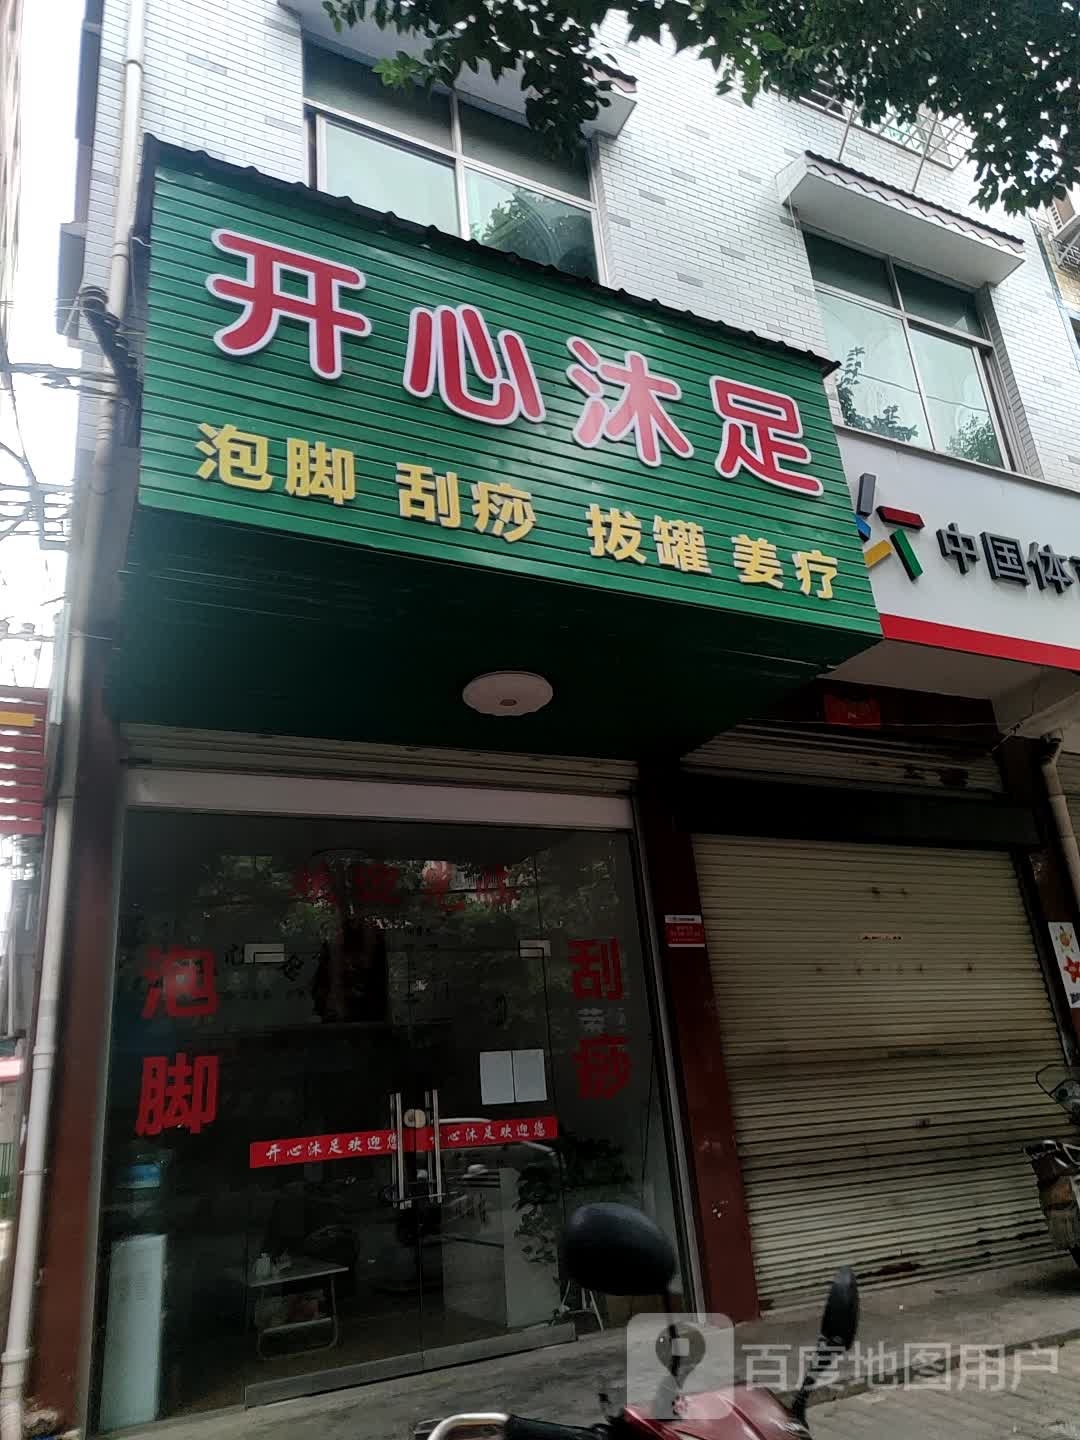 开心沐足
泡脚 刮痧 拔罐 姜疗
中国体
泡脚
刮痧
开心沐足欢迎您
心沐足欢迎您
百度地图用户